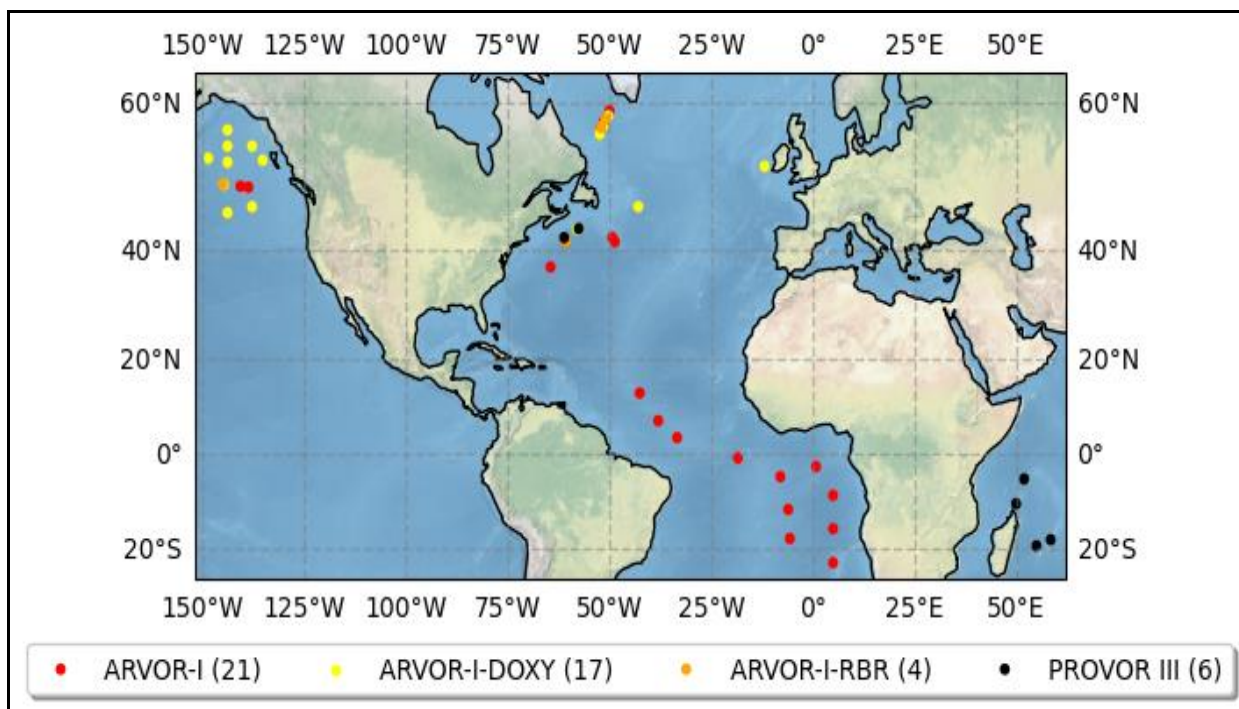 150°W 125°W 100°W 75°W 50°W 25°W 0° 25°E 50°E
60°N 60°N
40°N 40°N
20°N 20°N
0° 0°
20°S 20°S
150°W 125°W 100°W 75°W 50°W 25°W 0° 25°E 50°E
ARVOR-I (21) ARVOR-I-DOXY (17) ARVOR-I-RBR (4) PROVOR III (6)